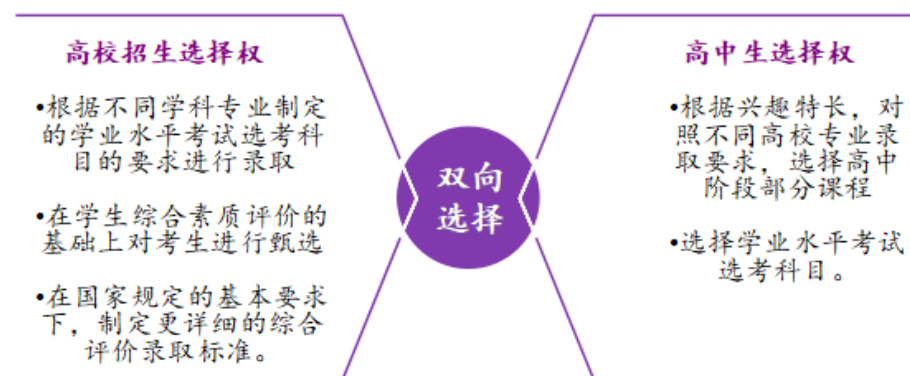 高校招生选择权
•根据不同学科专业制定
的学业水平考试选考科
目的要求进行录取
•在学生综合素质评价的
基础上对考生进行甄选
•在国家规定的基本要求
下，制定更详细的综合
评价录取标准。
双向
选择
高中生选择权
•根据兴趣特长，对
照不同高校专业录
取要求，选择高中
阶段部分课程
•选择学业水平考试
选考科目。